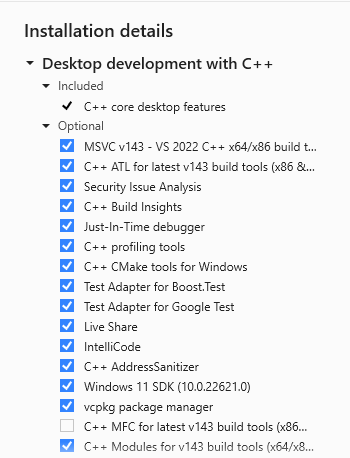 Installation details
Desktop development with C++
Included
C++ core desktop features
Optional
MSVC v143 - VS 2022 C++ x64/x86 build t...
C++ ATL for latest v143 build tools (x86 &...
Security Issue Analysis
C++ Build Insights
Just-In-Time debugger
C++ profiling tools
C++ CMake tools for Windows
Test Adapter for Boost.Test
Test Adapter for Google Test
Live Share
IntelliCode
C++ AddressSanitizer
Windows 11 SDK (10.0.22621.0)
vcpkg package manager
C++ MFC for latest v143 build tools (x86...
C++ Modules for v143 build tools (x64/x8...